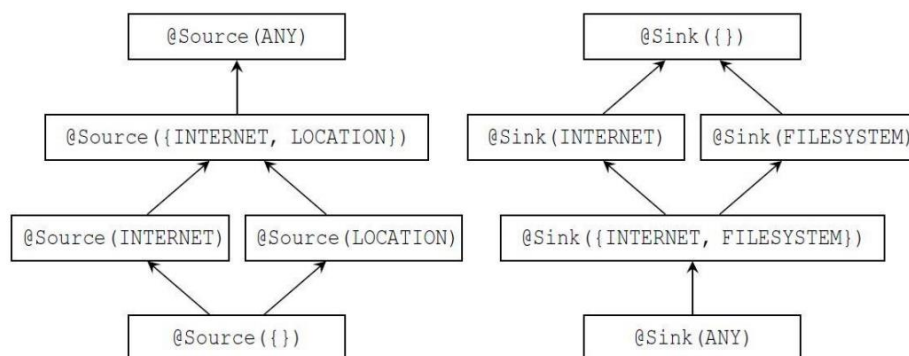 @Source(ANY)
@Source({INTERNET, LOCATION})
@Source(INTERNET)
@Source(LOCATION)
@Source({})
@Sink({})
@Sink(INTERNET)
@Sink(FILESYSTEM)
@Sink({INTERNET, FILESYSTEM})
@Sink(ANY)